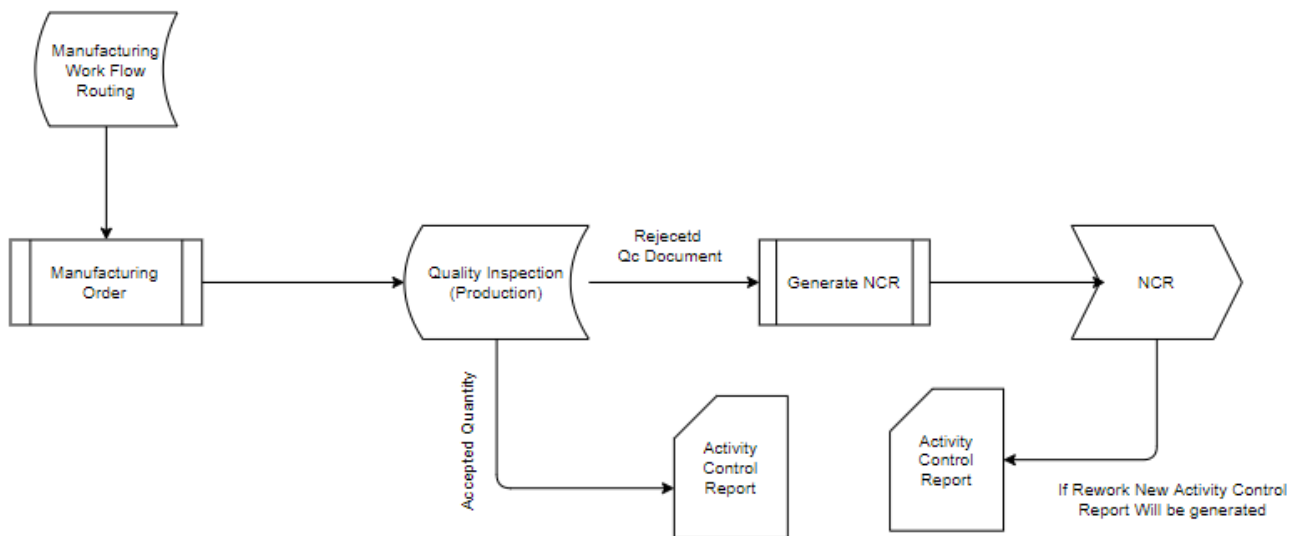 Manufacturing
Work Flow
Routing
Manufacturing
Order
Quality Inspection
(Production)
Rejecetd
Qc Document
Generate NCR
NCR
Accepted Quantity
Activity
Control
Report
Activity
Control
Report
If Rework New Activity Control
Report Will be generated